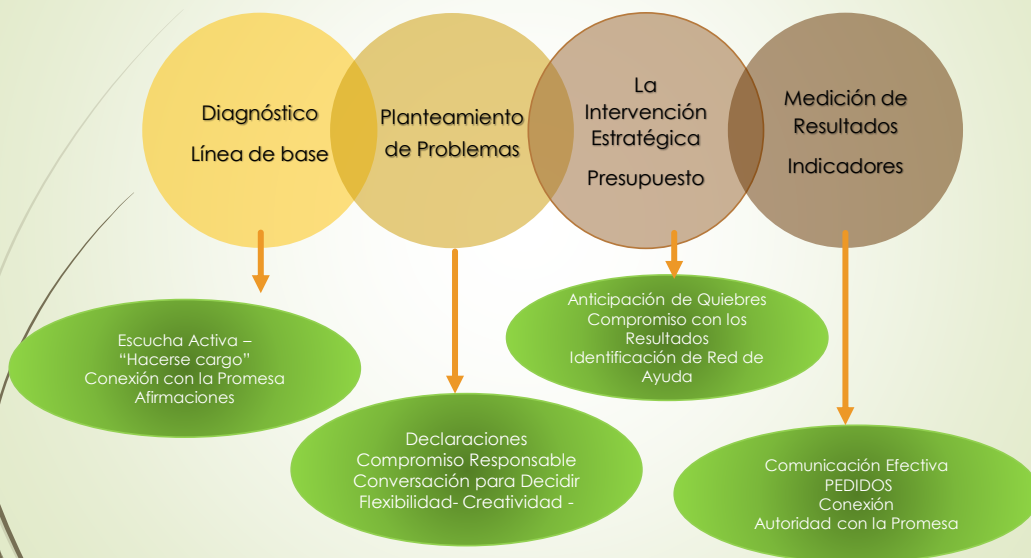 Diagnóstico
Línea de base
Planteamiento
de Problemas
La
Intervención
Estratégica
Presupuesto
Medición de
Resultados
Indicadores
Escucha Activa –
“Hacerse cargo”
Conexión con la Promesa
Afirmaciones
Declaraciones
Compromiso Responsable
Conversación para Decidir
Flexibilidad- Creatividad -
Anticipación de Quiebres
Compromiso con los
Resultados
Identificación de Red de
Ayuda
Comunicación Efectiva
PEDIDOS
Conexión
Autoridad con la Promesa